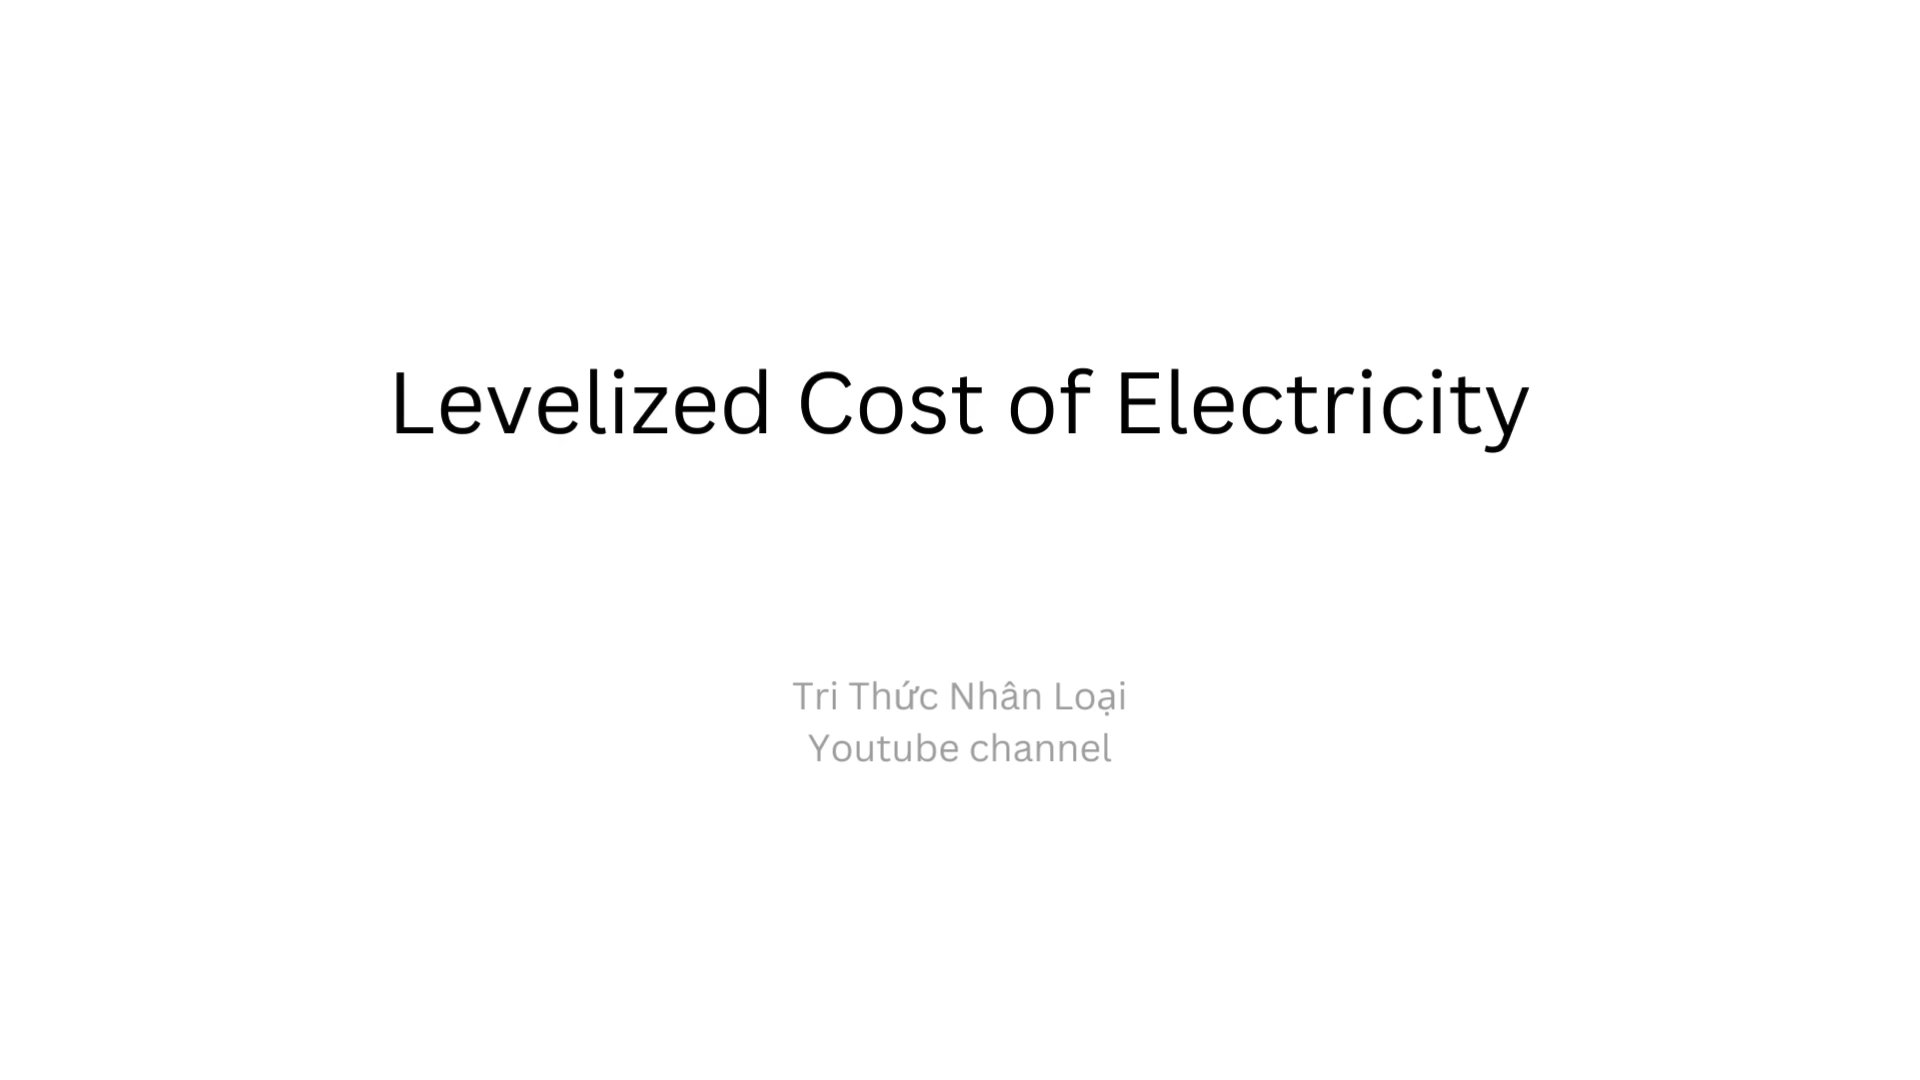 Levelized Cost of Electricity
Tri Thức Nhân Loại
Youtube channel